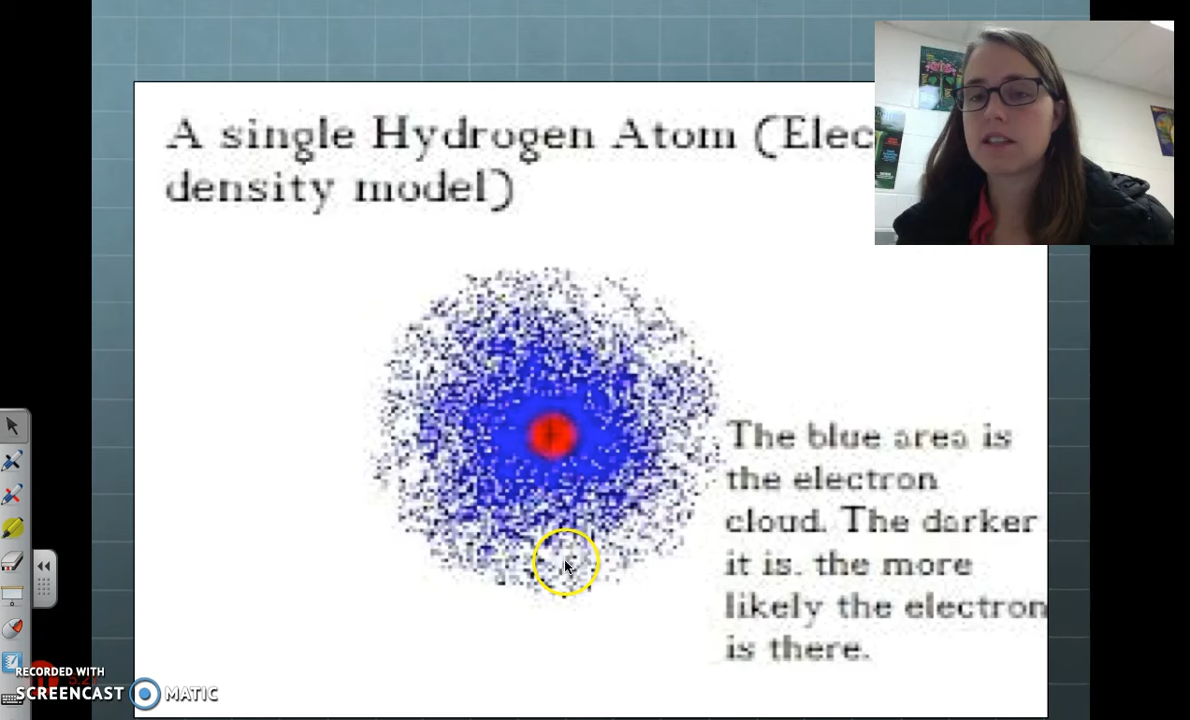 A single Hydrogen Atom (Elec
density model)
The blue area is
the electron
cloud. The darker
it is. the more
likely the electron
is there.
RECORDED WITH
SCREENCAST MATIC